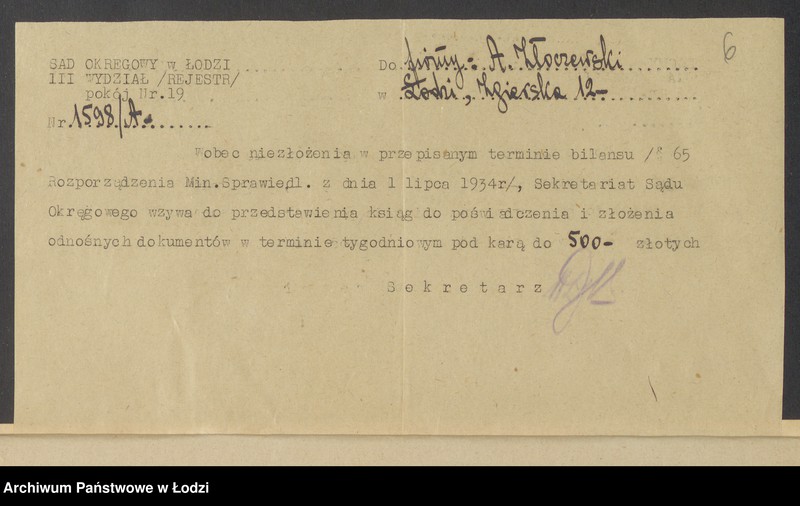 6
SAD OKRĘGOWY w ŁODZI
III WYDZIAŁ /REJESTR/
pokój Nr.19
Nr. 1598/A-
Do firmy: A. Złoczewski
w Łodzi, Zgierska 12-
Wobec niezłożenia w przepisanym terminie bilansu /§ 65
Rozporządzenia Min.Sprawiedl. z dnia 1 lipca 1934r/, Sekretariat Sądu
Okręgowego wzywa do przedstawienia ksiąg do poświadczenia i złożenia
odnośnych dokumentów w terminie tygodniowym pod karą do 500- złotych
Sekretarz
Archiwum Państwowe w Łodzi